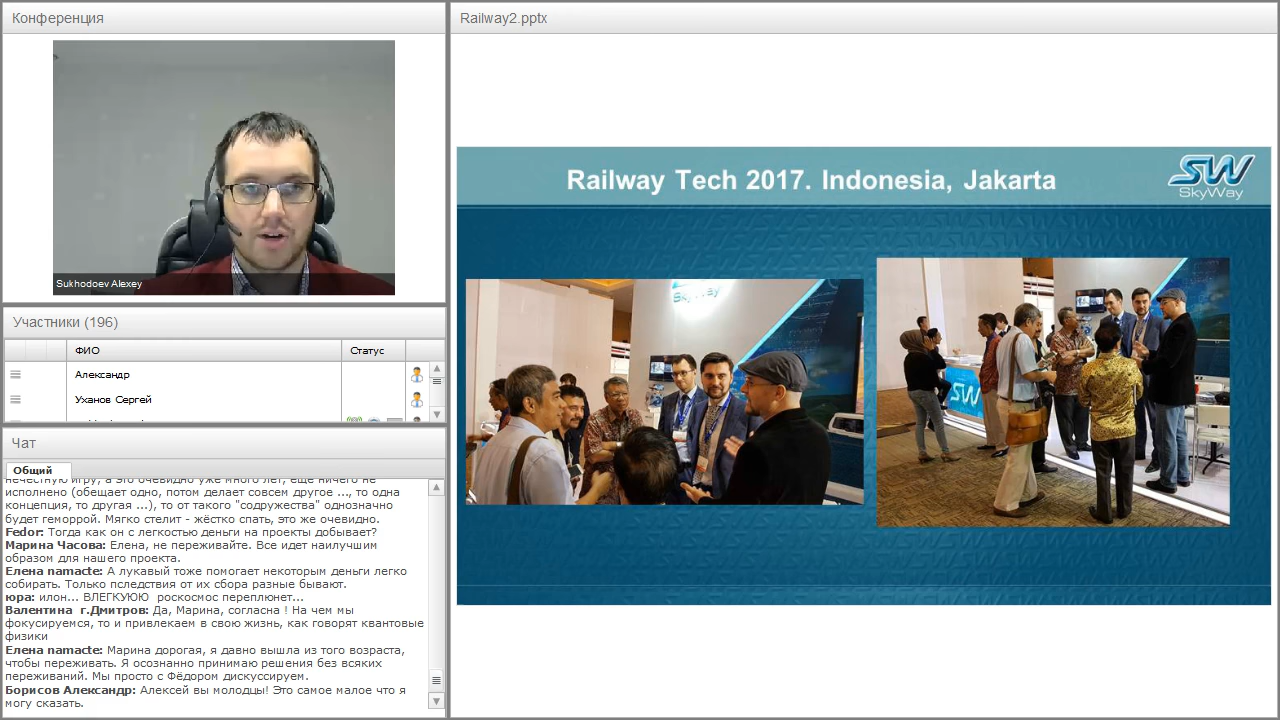 Конференция
Sukhodoev Alexey
Участники (196)
ФИО
Статус
Александр
Уханов Сергей
Чат
Общий
нечестную игру, а это очевидно уже много лет, ещё ничего не
исполнено (обещает одно, потом делает совсем другое ..., то одна
концепция, то другая ...), то от такого "содружества" однозначно
будет геморрой. Мягко стелит - жёстко спать, это же очевидно.
Fedor: Тогда как он с легкостью деньги на проекты добывает?
Марина Часова: Елена, не переживайте. Все идет наилучшим
образом для нашего проекта.
Елена namacte: А лукавый тоже помогает некоторым деньги легко
собирать. Только пследствия от их сбора разные бывают.
юра: илон... ВЛЕГКУЮЮ роскосмос переплюнет...
Валентина г.Дмитров: Да, Марина, согласна ! На чем мы
фокусируемся, то и привлекаем в свою жизнь, как говорят квантовые
физики
Елена namacte: Марина дорогая, я давно вышла из того возраста,
чтобы переживать. Я осознанно принимаю решения без всяких
переживаний. Мы просто с Фёдором дискуссируем.
Борисов Александр: Алексей вы молодцы! Это самое малое что я
могу сказать.
Railway2.pptx
Railway Tech 2017. Indonesia, Jakarta
SW
SkyWay
SkyWay
SW